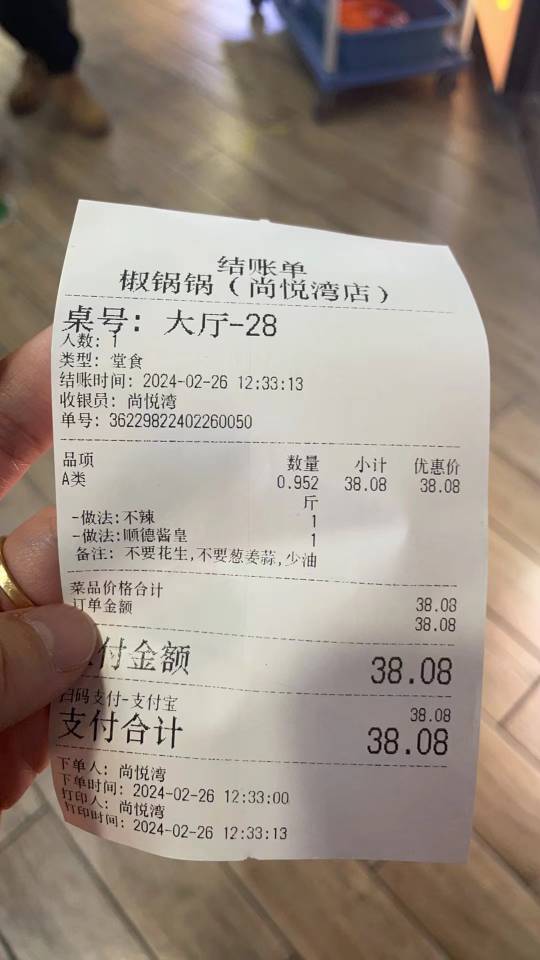 结账单
椒锅锅（尚悦湾店）
桌号: 大厅-28
人数: 1
类型: 堂食
结账时间: 2024-02-26 12:33:13
收银员: 尚悦湾
单号: 36229822402260050
品项 数量 小计 优惠价
A类 0.952 38.08 38.08
斤
-做法:不辣 1
-做法:顺德酱皇 1
备注: 不要花生,不要葱姜蒜,少油
菜品价格合计 38.08
订单金额 38.08
付金额 38.08
扫码支付-支付宝 38.08
支付合计 38.08
下单人: 尚悦湾
下单时间: 2024-02-26 12:33:00
打印人: 尚悦湾
打印时间: 2024-02-26 12:33:13